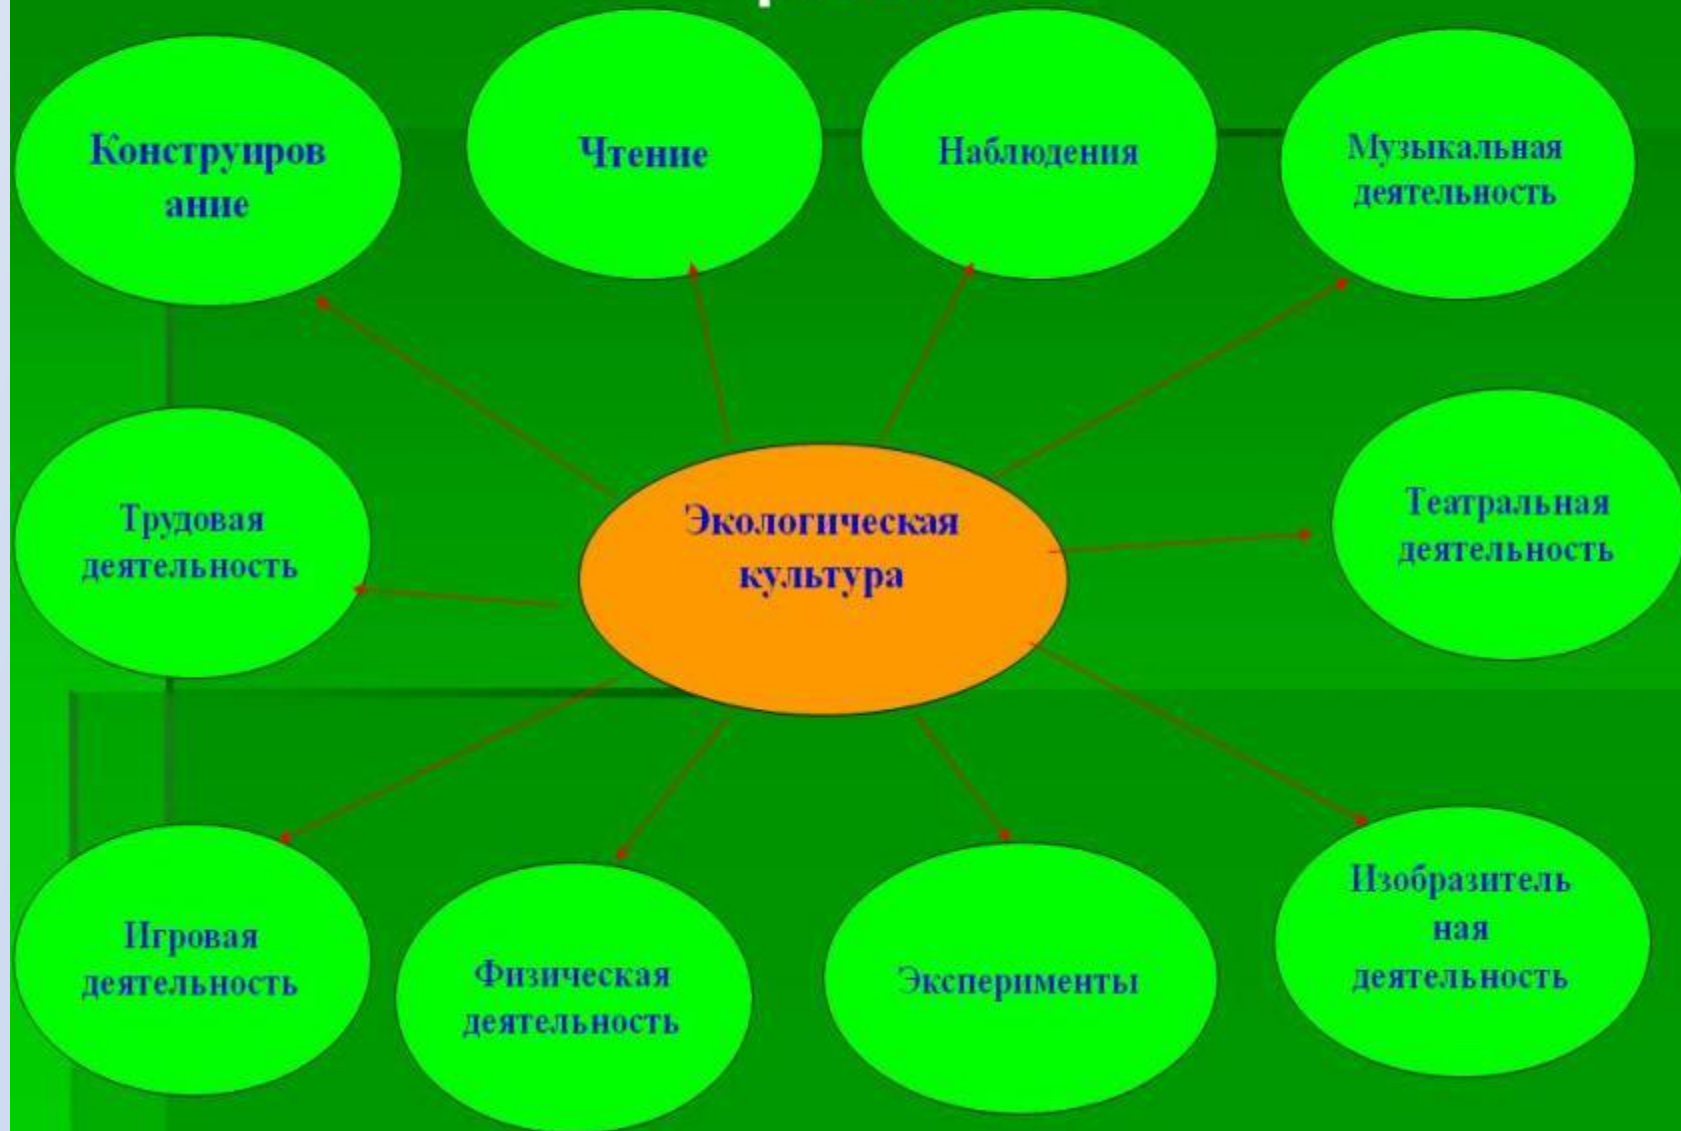 Конструиров
ание
Чтение
Наблюдения
Музыкальная
деятельность
Трудовая
деятельность
Экологическая
культура
Театральная
деятельность
Игровая
деятельность
Физическая
деятельность
Эксперименты
Изобразитель
ная
деятельность